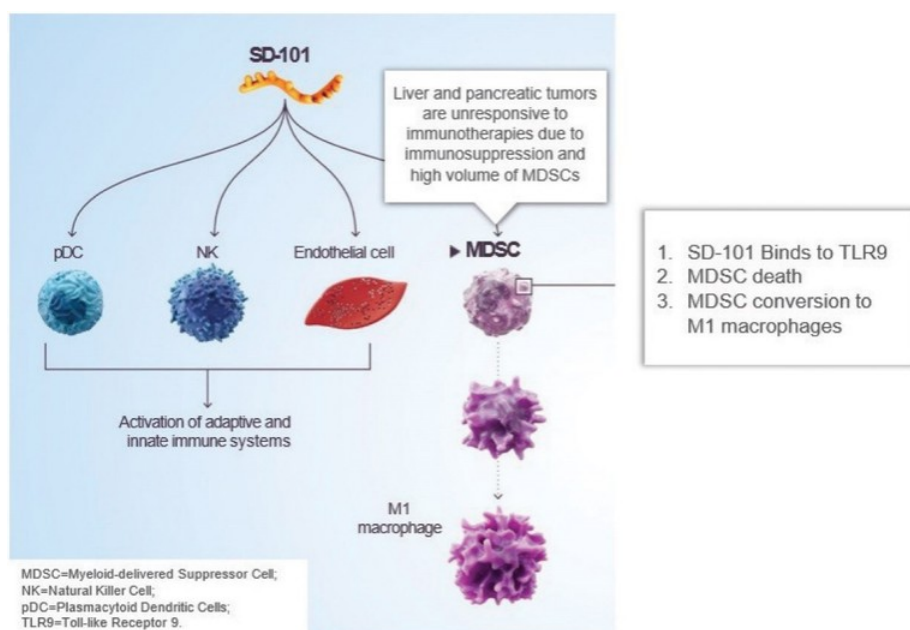 SD-101
Liver and pancreatic tumors
are unresponsive to
immunotherapies due to
immunosuppression and
high volume of MDSCs
pDC
NK
Endothelial cell
▶ MDSC
1. SD-101 Binds to TLR9
2. MDSC death
3. MDSC conversion to
M1 macrophages
Activation of adaptive and
innate immune systems
M1
macrophage
MDSC=Myeloid-delivered Suppressor Cell;
NK=Natural Killer Cell;
pDC=Plasmacytoid Dendritic Cells;
TLR9=Toll-like Receptor 9.